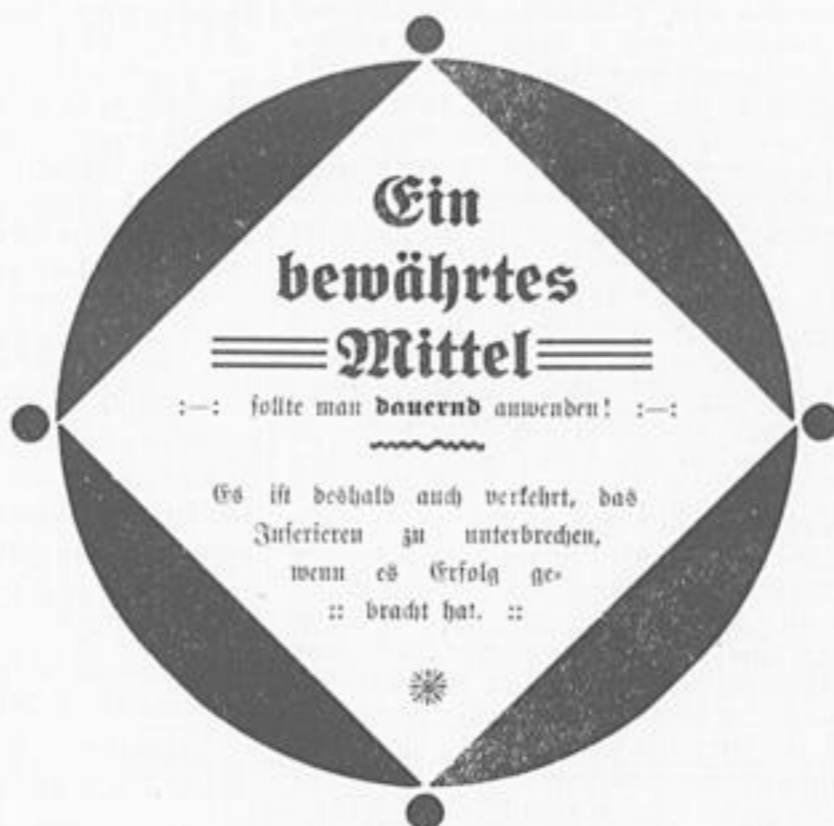 Ein
bewährtes
Mittel
:—: sollte man dauernd anwenden! :—:
Es ist deshalb auch verkehrt, das
Inserieren zu unterbrechen,
wenn es Erfolg ge-
:: bracht hat. ::